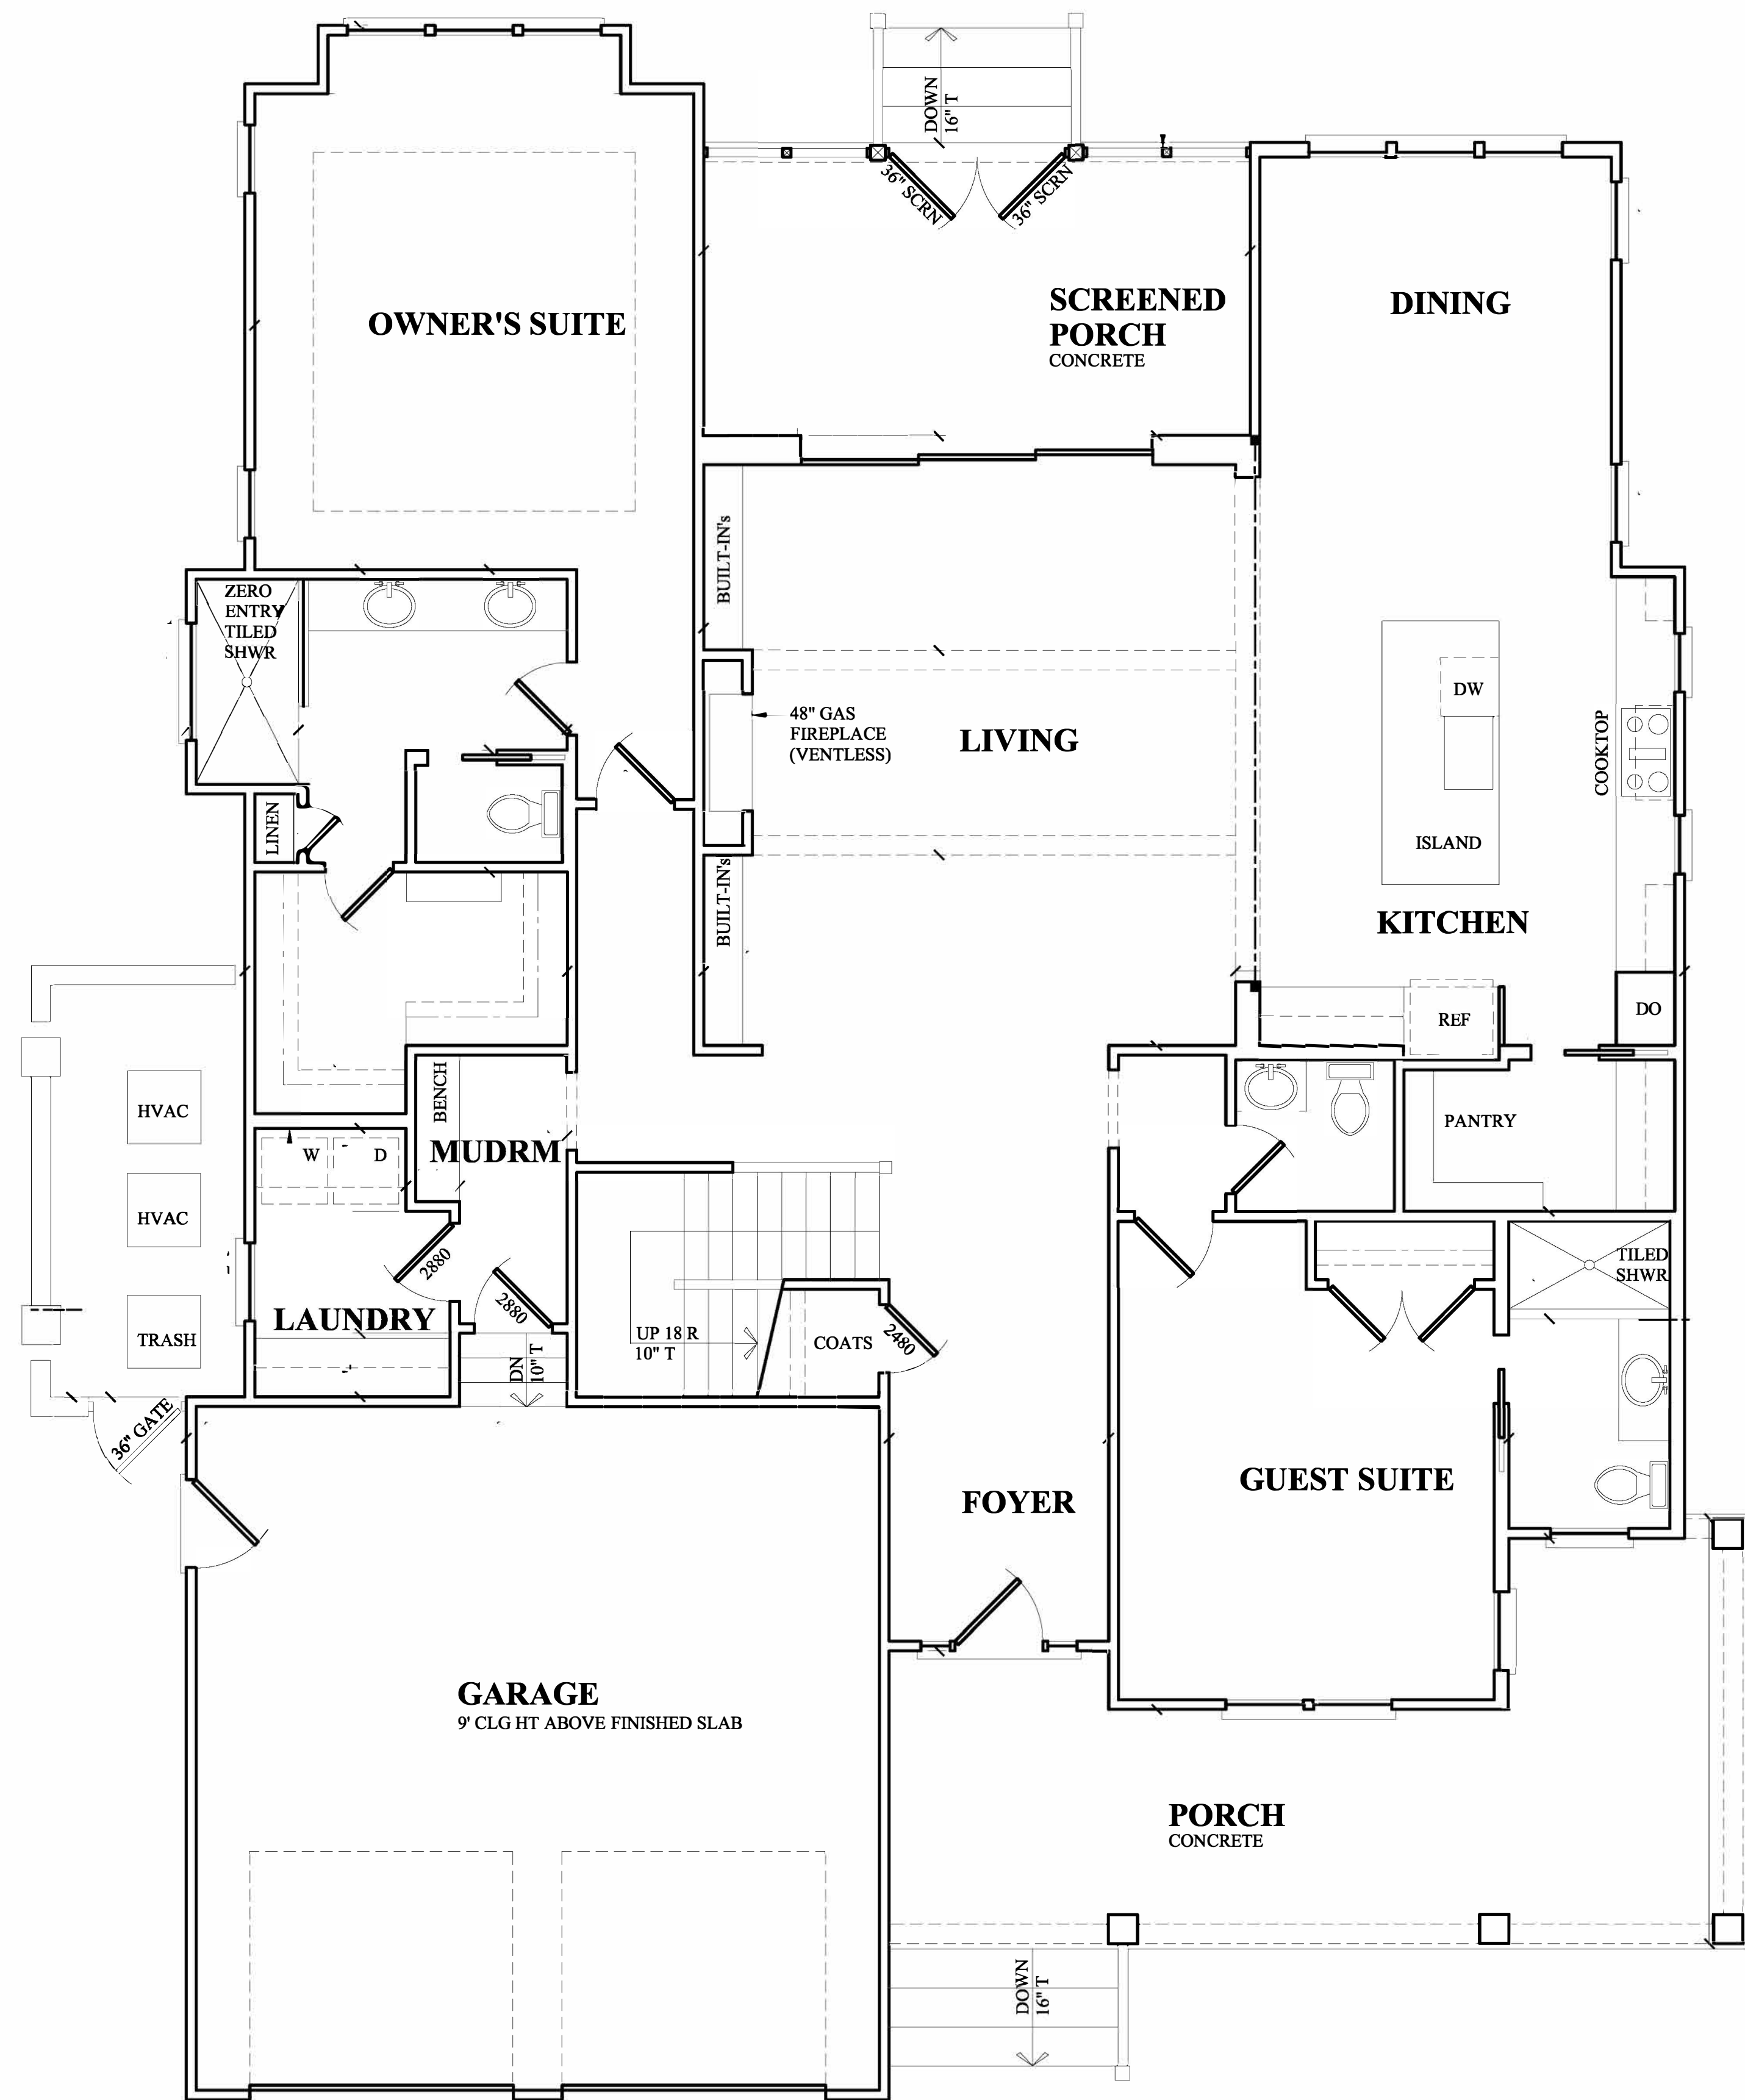 DOWN
16" T
36" SCRN
36" SCRN
OWNER'S SUITE
SCREENED
PORCH
CONCRETE
DINING
BUILT-IN's
ZERO
ENTRY
TILED
SHWR
48" GAS
FIREPLACE
(VENTLESS)
LIVING
DW
COOKTOP
ISLAND
LINEN
BUILT-IN's
KITCHEN
REF
DO
HVAC
BENCH
MUDRM
PANTRY
W
D
HVAC
2880
2880
LAUNDRY
TRASH
DN
10" T
UP 18 R
10" T
COATS
2480
TILED
SHWR
36" GATE
FOYER
GUEST SUITE
GARAGE
9' CLG HT ABOVE FINISHED SLAB
PORCH
CONCRETE
DOWN
16" T